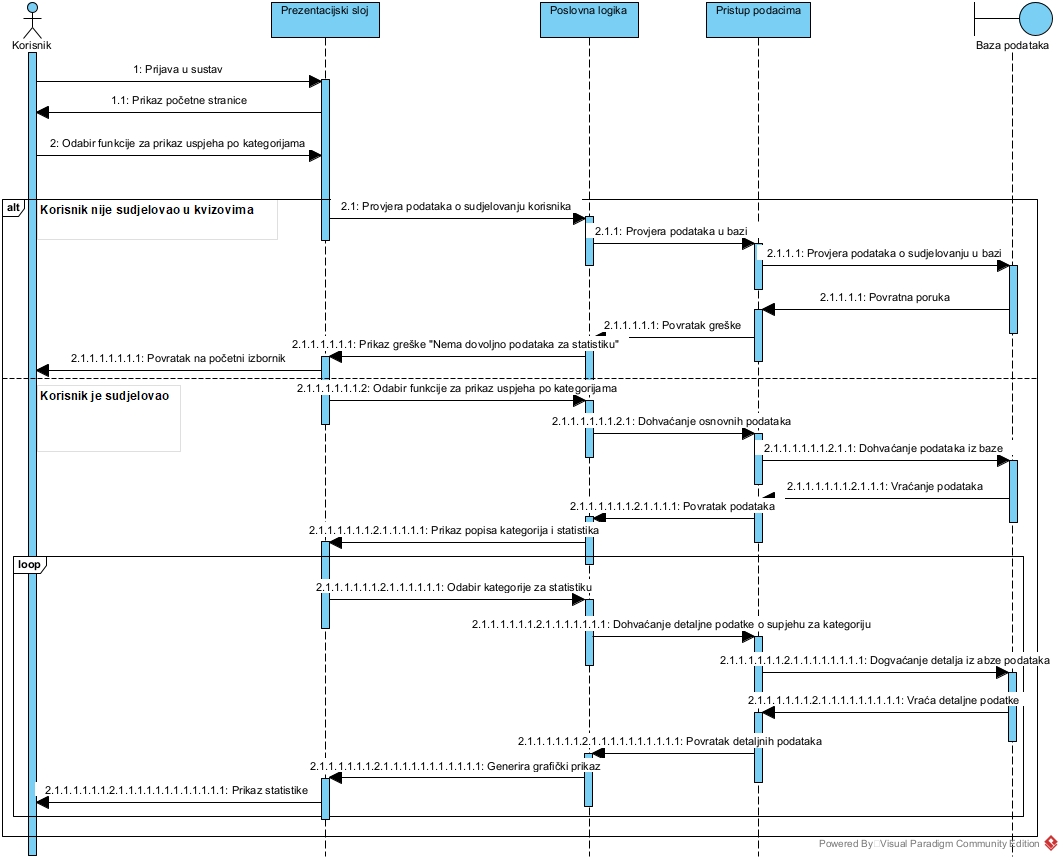 Korisnik
Prezentacijski sloj
Poslovna logika
Pristup podacima
Baza podataka
1: Prijava u sustav
1.1: Prikaz početne stranice
2: Odabir funkcije za prikaz uspjeha po kategorijama
alt
Korisnik nije sudjelovao u kvizovima
2.1: Provjera podataka o sudjelovanju korisnika
2.1.1: Provjera podataka u bazi
2.1.1.1: Provjera podataka o sudjelovanju u bazi
2.1.1.1.1: Povratna poruka
2.1.1.1.1.1: Povratak greške
2.1.1.1.1.1.1: Prikaz greške "Nema dovoljno podataka za statistiku"
2.1.1.1.1.1.1.1: Povratak na početni izbornik
Korisnik je sudjelovao
2.1.1.1.1.1.1.2: Odabir funkcije za prikaz uspjeha po kategorijama
2.1.1.1.1.1.1.2.1: Dohvaćanje osnovnih podataka
2.1.1.1.1.1.1.2.1.1: Dohvaćanje podataka iz baze
2.1.1.1.1.1.1.2.1.1.1: Vraćanje podataka
2.1.1.1.1.1.1.2.1.1.1.1: Povratak podataka
2.1.1.1.1.1.1.2.1.1.1.1.1: Prikaz popisa kategorija i statistika
loop
2.1.1.1.1.1.1.2.1.1.1.1.1.1: Odabir kategorije za statistiku
2.1.1.1.1.1.1.2.1.1.1.1.1.1.1: Dohvaćanje detaljne podatke o supjehu za kategoriju
2.1.1.1.1.1.1.2.1.1.1.1.1.1.1.1: Dogvaćanje detalja iz abze podataka
2.1.1.1.1.1.1.2.1.1.1.1.1.1.1.1.1: Vraća detaljne podatke
2.1.1.1.1.1.1.2.1.1.1.1.1.1.1.1.1.1: Povratak detaljnih podataka
2.1.1.1.1.1.1.2.1.1.1.1.1.1.1.1.1.1.1: Generira grafički prikaz
2.1.1.1.1.1.1.2.1.1.1.1.1.1.1.1.1.1.1.1: Prikaz statistike
Powered By Visual Paradigm Community Edition